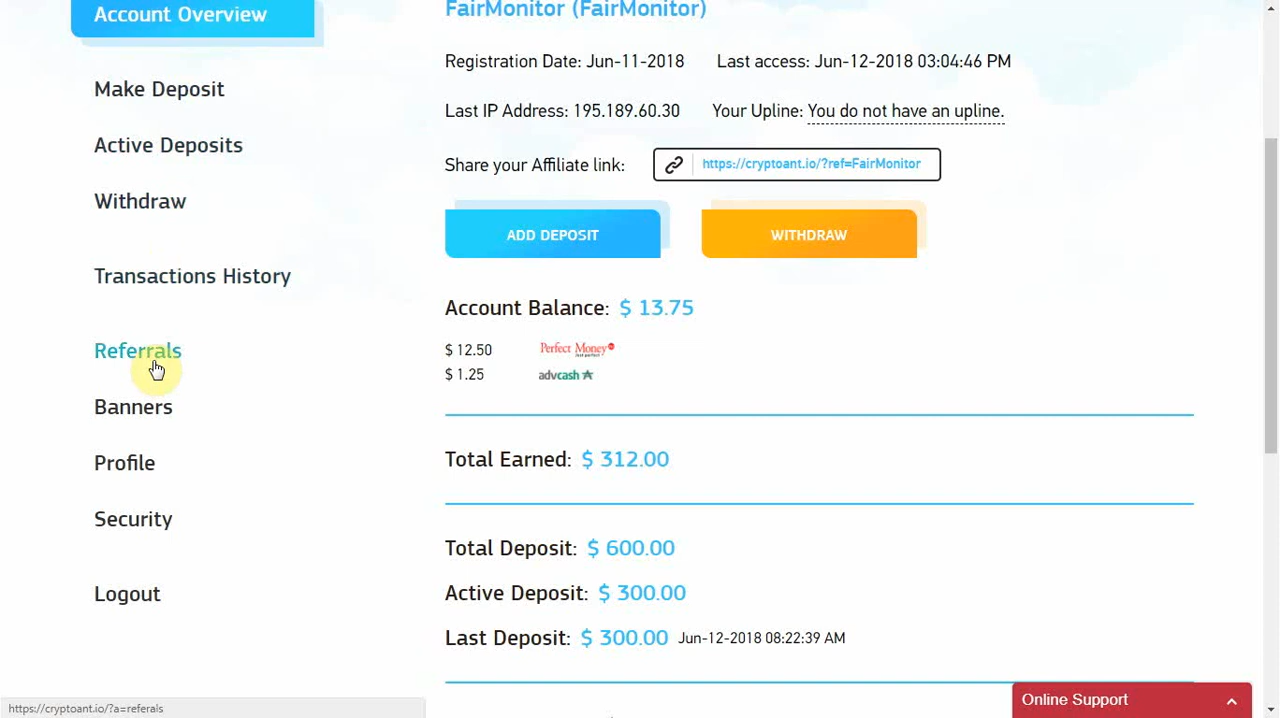 Account Overview
Make Deposit
Active Deposits
Withdraw
Transactions History
Referrals
Banners
Profile
Security
Logout
FairMonitor (FairMonitor)
Registration Date: Jun-11-2018 Last access: Jun-12-2018 03:04:46 PM
Last IP Address: 195.189.60.30 Your Upline: You do not have an upline.
Share your Affiliate link: https://cryptoant.io/?ref=FairMonitor
ADD DEPOSIT WITHDRAW
Account Balance: $ 13.75
$ 12.50 Perfect Money
Just perfect
$ 1.25 advcash
Total Earned: $ 312.00
Total Deposit: $ 600.00
Active Deposit: $ 300.00
Last Deposit: $ 300.00 Jun-12-2018 08:22:39 AM
Online Support
https://cryptoant.io/?a=referals